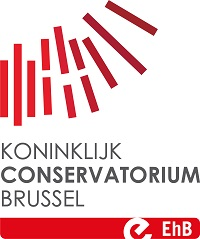 KONINKLIJK
CONSERVATORIUM
BRUSSEL
e EhB